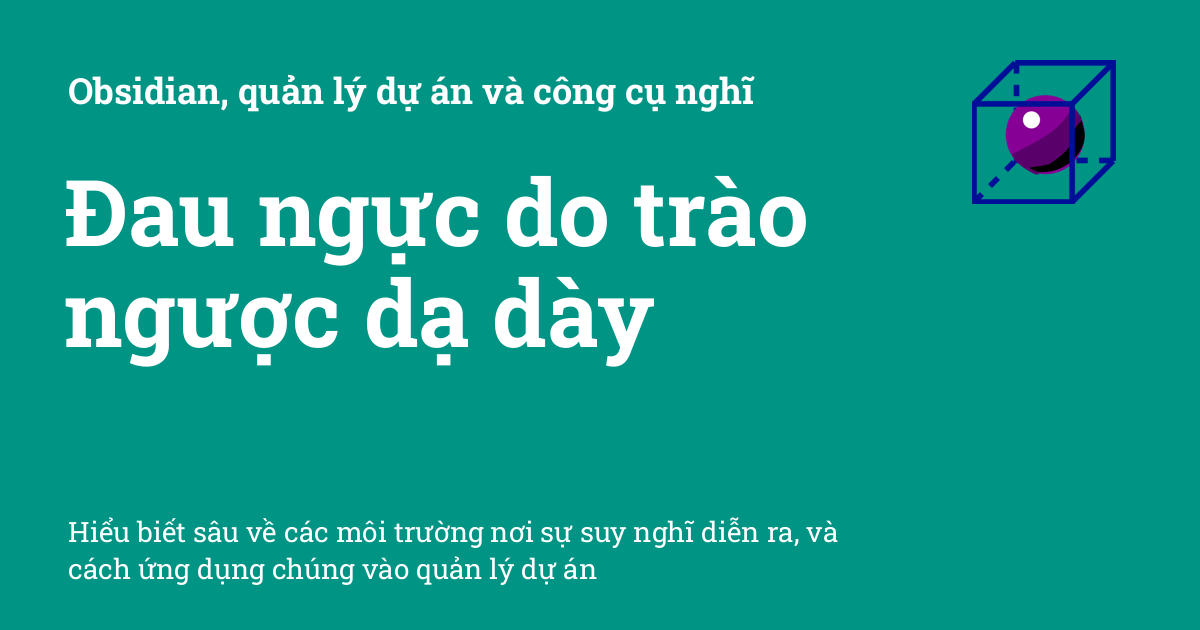 Obsidian, quản lý dự án và công cụ nghĩ
Đau ngực do trào
ngược dạ dày
Hiểu biết sâu về các môi trường nơi sự suy nghĩ diễn ra, và
cách ứng dụng chúng vào quản lý dự án